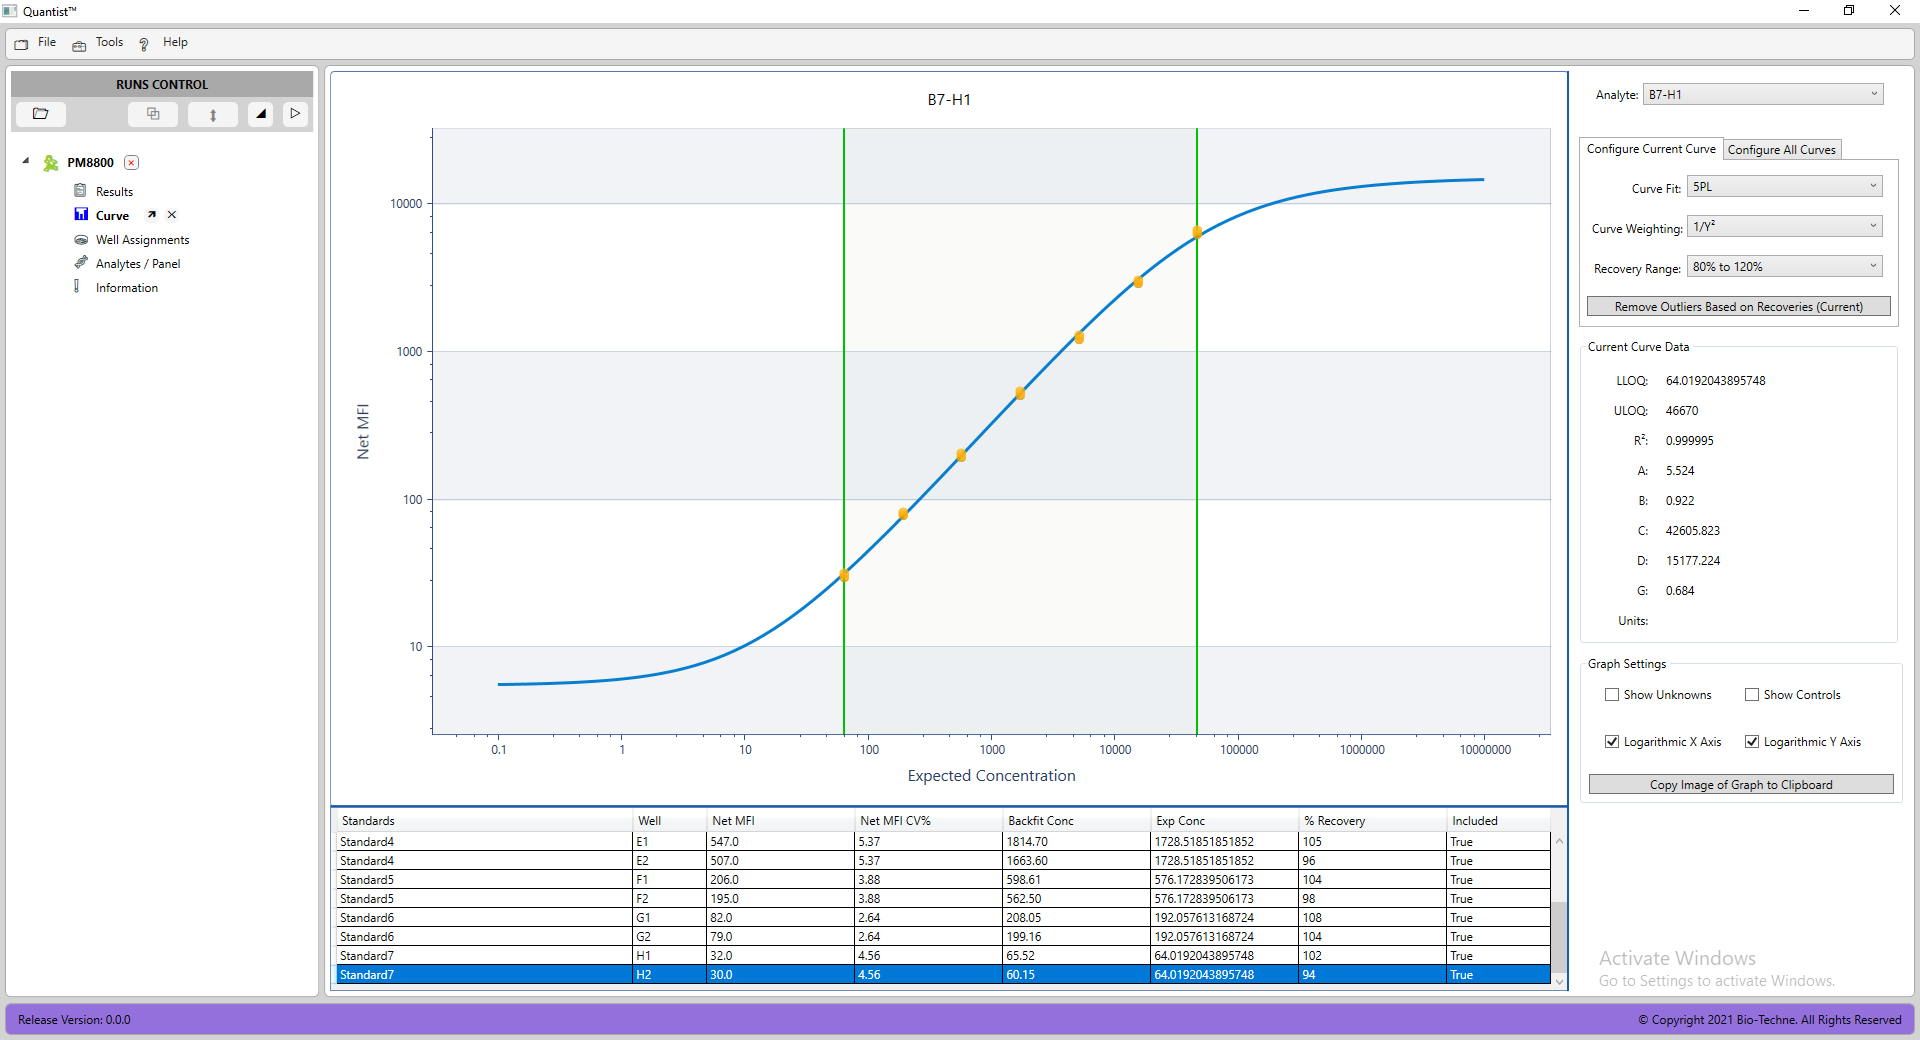 Quantist™
File Tools Help
RUNS CONTROL
PM8800
Results
Curve
Well Assignments
Analytes / Panel
Information
B7-H1
Net MFI
10000
1000
100
10
0.1 1 10 100 1000 10000 100000 1000000 10000000
Expected Concentration
Standards Well Net MFI Net MFI CV% Backfit Conc Exp Conc % Recovery Included
Standard4 E1 547.0 5.37 1814.70 1728.51851851852 105 True
Standard4 E2 507.0 5.37 1663.60 1728.51851851852 96 True
Standard5 F1 206.0 3.88 598.61 576.172839506173 104 True
Standard5 F2 195.0 3.88 562.50 576.172839506173 98 True
Standard6 G1 82.0 2.64 208.05 192.057613168724 108 True
Standard6 G2 79.0 2.64 199.16 192.057613168724 104 True
Standard7 H1 32.0 4.56 65.52 64.0192043895748 102 True
Standard7 H2 30.0 4.56 60.15 64.0192043895748 94 True
Analyte: B7-H1
Configure Current Curve Configure All Curves
Curve Fit: 5PL
Curve Weighting: 1/Y²
Recovery Range: 80% to 120%
Remove Outliers Based on Recoveries (Current)
Current Curve Data
LLOQ: 64.0192043895748
ULOQ: 46670
R²: 0.999995
A: 5.524
B: 0.922
C: 42605.823
D: 15177.224
G: 0.684
Units:
Graph Settings
Show Unknowns Show Controls
Logarithmic X Axis Logarithmic Y Axis
Copy Image of Graph to Clipboard
Activate Windows
Go to Settings to activate Windows.
Release Version: 0.0.0
© Copyright 2021 Bio-Techne. All Rights Reserved